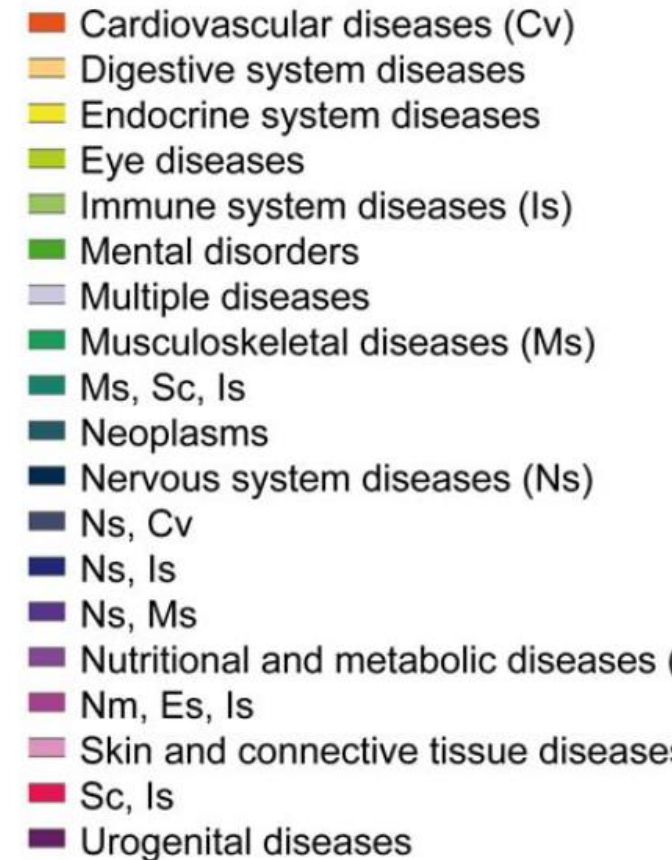 Cardiovascular diseases (Cv)
Digestive system diseases
Endocrine system diseases
Eye diseases
Immune system diseases (Is)
Mental disorders
Multiple diseases
Musculoskeletal diseases (Ms)
Ms, Sc, Is
Neoplasms
Nervous system diseases (Ns)
Ns, Cv
Ns, Is
Ns, Ms
Nutritional and metabolic diseases (
Nm, Es, Is
Skin and connective tissue diseases
Sc, Is
Urogenital diseases